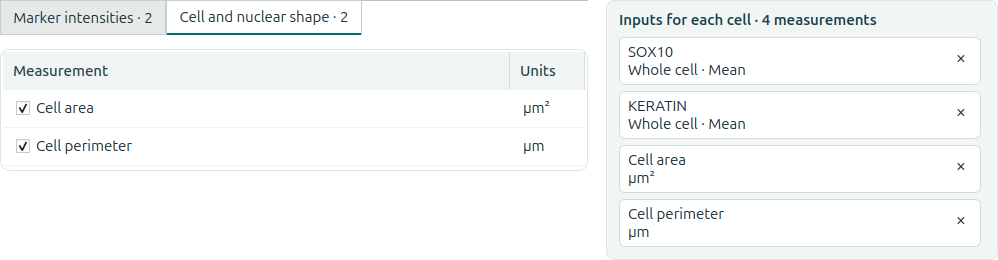 Marker intensities · 2
Cell and nuclear shape · 2
Measurement
Units
Cell area
µm²
Cell perimeter
µm
Inputs for each cell · 4 measurements
SOX10
Whole cell · Mean
×
KERATIN
Whole cell · Mean
×
Cell area
µm²
×
Cell perimeter
µm
×